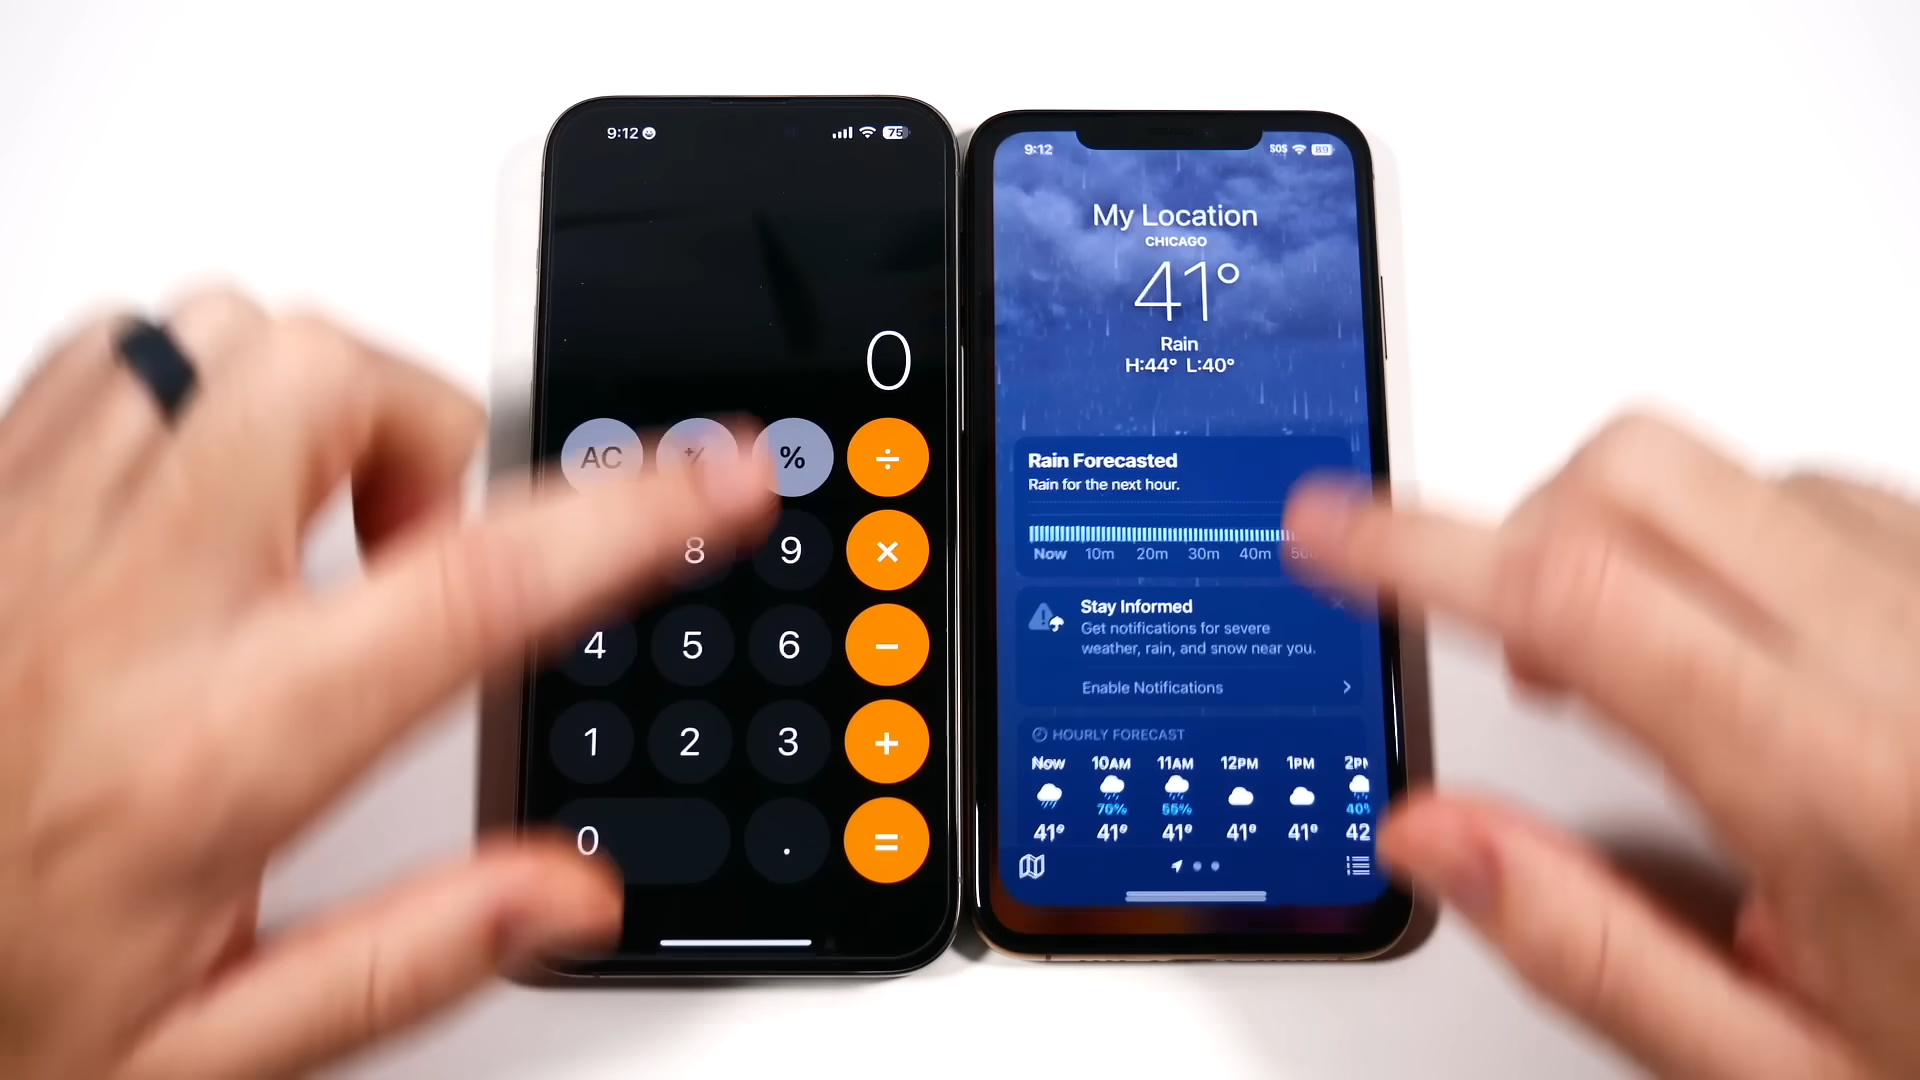 9:12
75
0
AC
%
÷
8
9
×
4
5
6
−
1
2
3
+
0
.
=
9:12
SOS
89
My Location
CHICAGO
41°
Rain
H:44° L:40°
Rain Forecasted
Rain for the next hour.
Now 10m 20m 30m 40m
Stay Informed
Get notifications for severe
weather, rain, and snow near you.
Enable Notifications
HOURLY FORECAST
Now 10AM 11AM 12PM 1PM
70% 55%
41° 41° 41° 41° 41° 42